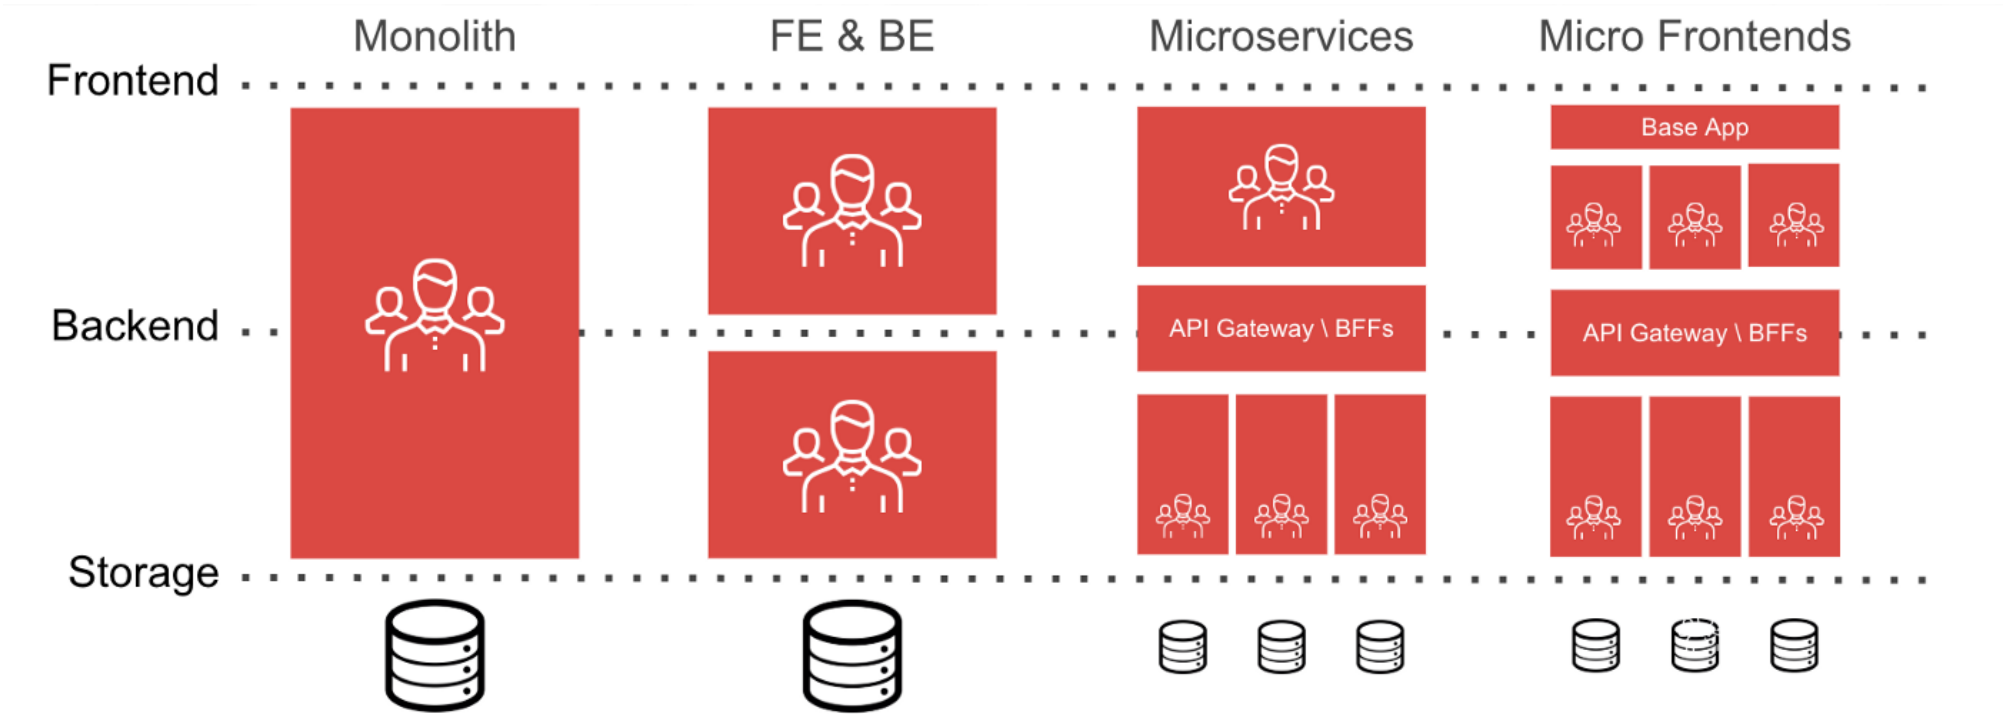 Monolith
FE & BE
Microservices
Micro Frontends
Frontend
Base App
Backend
API Gateway \ BFFs
API Gateway \ BFFs
Storage